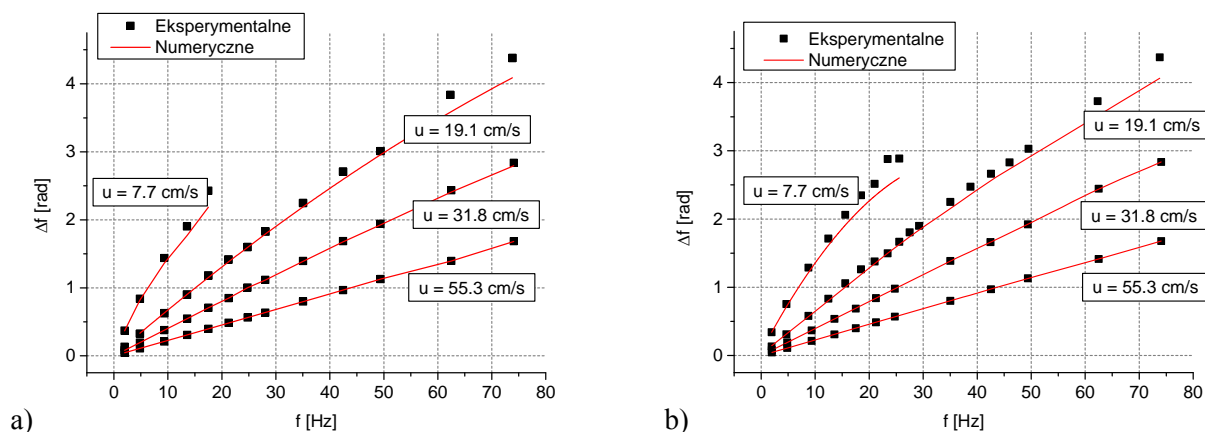 Eksperymentalne
Numeryczne
4
3
2
1
0
Δf [rad]
u = 19.1 cm/s
u = 7.7 cm/s
u = 31.8 cm/s
u = 55.3 cm/s
0 10 20 30 40 50 60 70 80
f [Hz]
a)
Eksperymentalne
Numeryczne
4
3
2
1
0
Δf [rad]
u = 19.1 cm/s
u = 7.7 cm/s
u = 31.8 cm/s
u = 55.3 cm/s
0 10 20 30 40 50 60 70 80
f [Hz]
b)